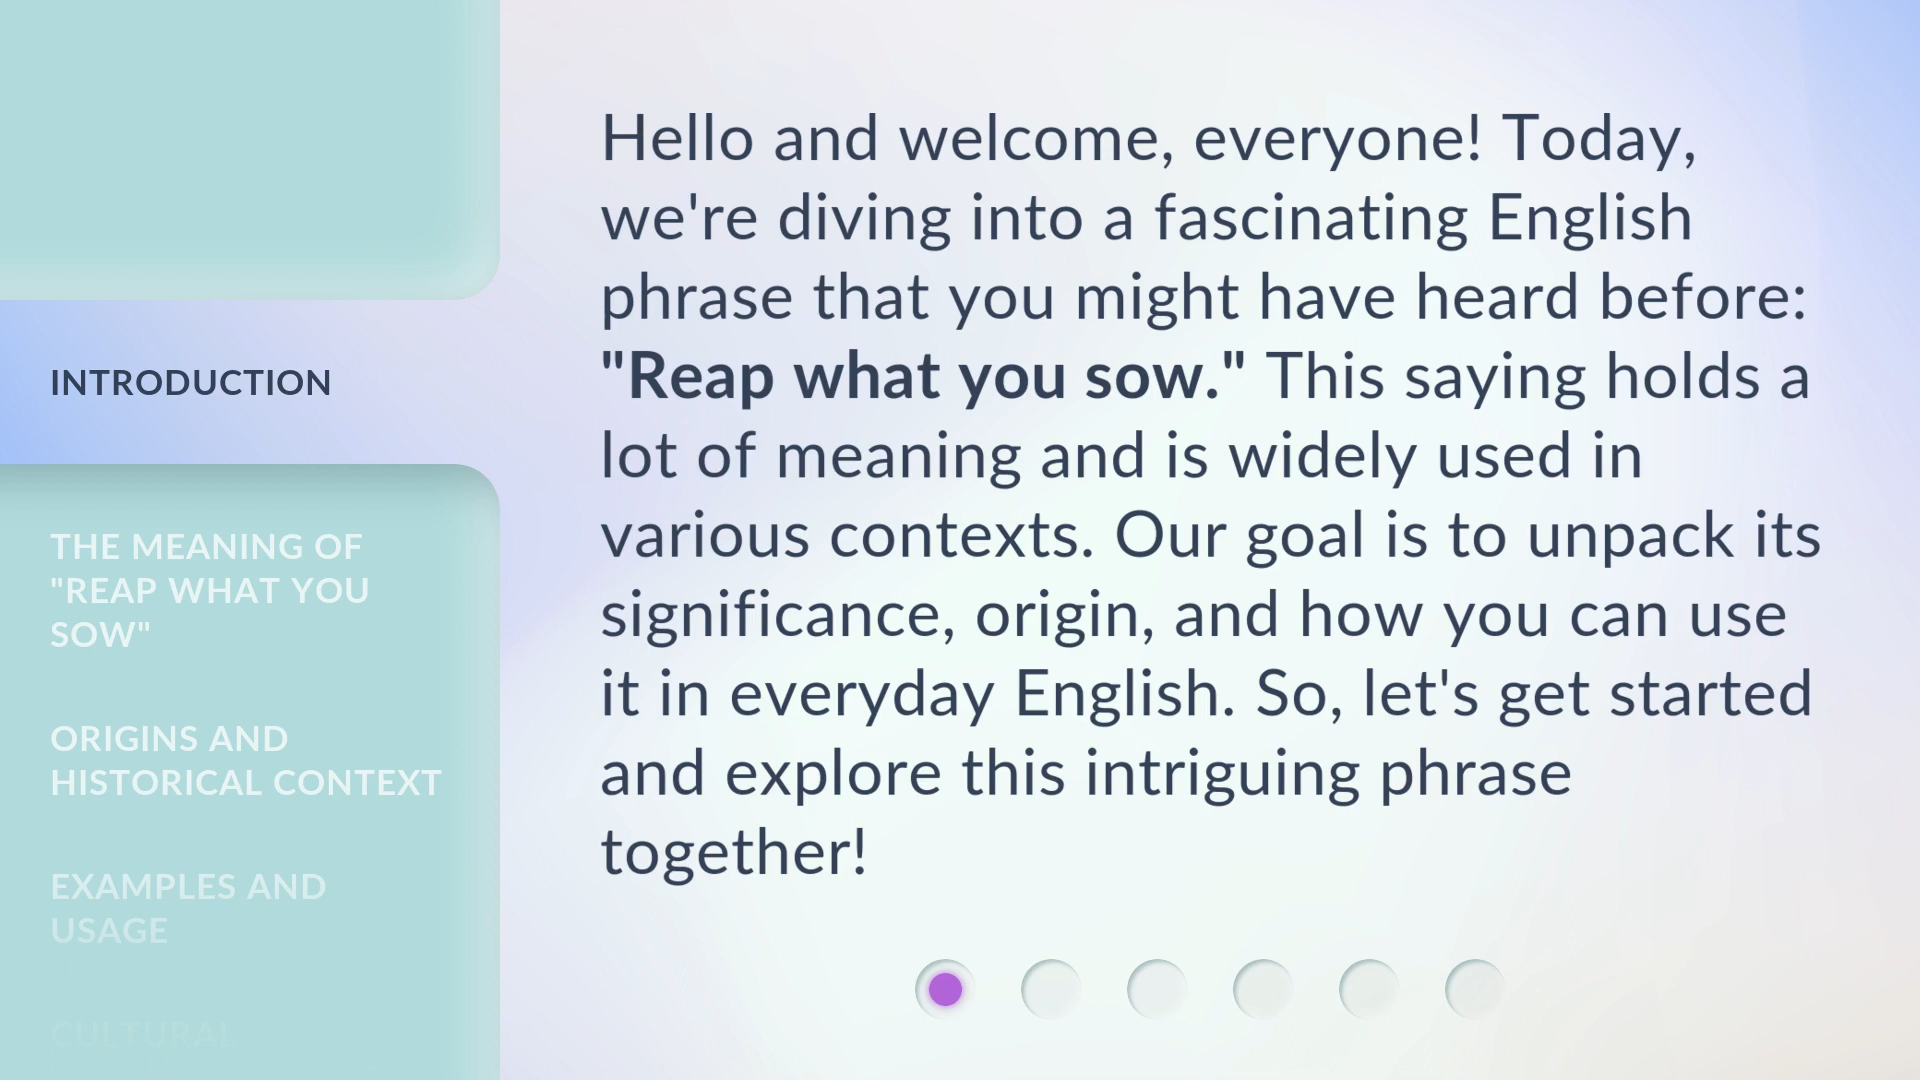 INTRODUCTION
THE MEANING OF
"REAP WHAT YOU
SOW"
ORIGINS AND
HISTORICAL CONTEXT
EXAMPLES AND
USAGE
CULTURAL
Hello and welcome, everyone! Today,
we're diving into a fascinating English
phrase that you might have heard before:
"Reap what you sow." This saying holds a
lot of meaning and is widely used in
various contexts. Our goal is to unpack its
significance, origin, and how you can use
it in everyday English. So, let's get started
and explore this intriguing phrase
together!